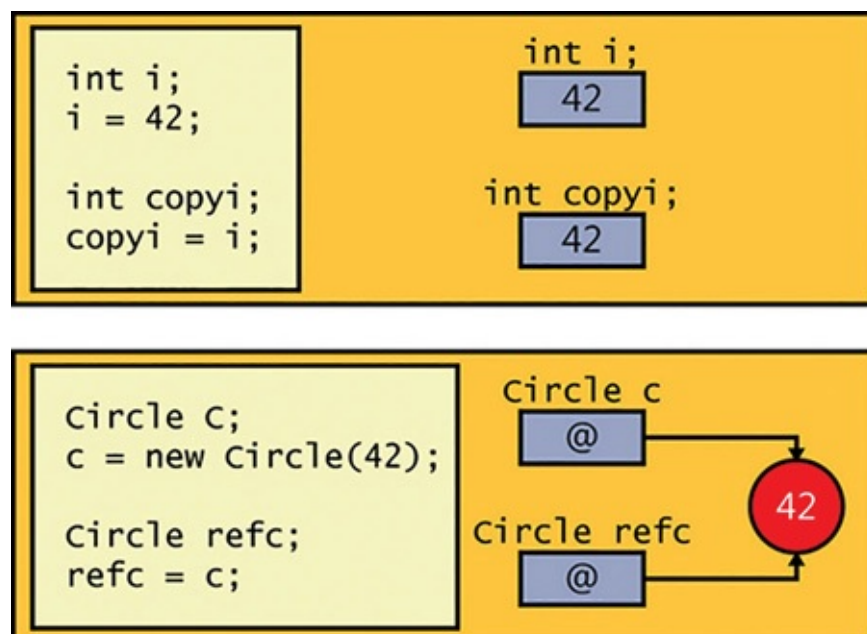 int i;
i = 42;
int copyi;
copyi = i;
int i;
42
int copyi;
42
Circle C;
c = new Circle(42);
Circle refc;
refc = c;
Circle c
@
42
Circle refc
@